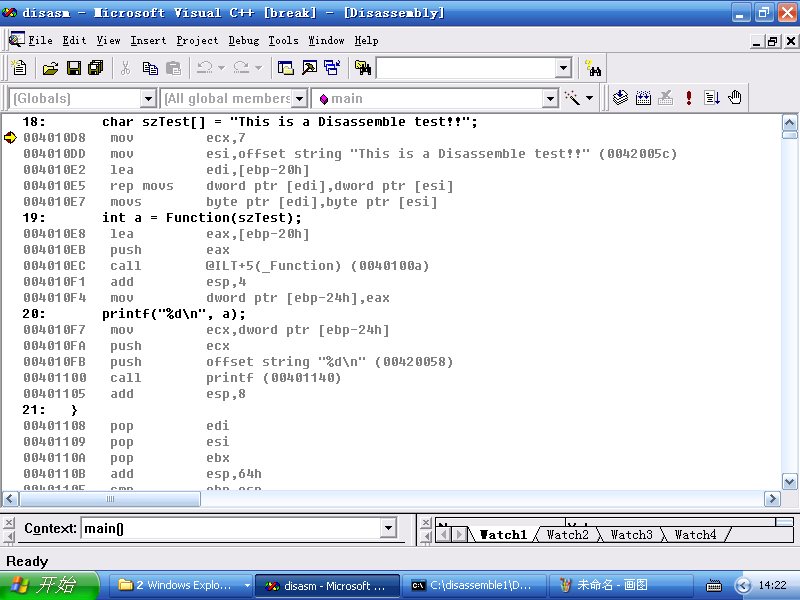 disasm - Microsoft Visual C++ [break] - [Disassembly]
File Edit View Insert Project Debug Tools Window Help
[Globals] [All global members main
18: char szTest[] = "This is a Disassemble test!!";
004010D8 mov ecx,7
004010DD mov esi,offset string "This is a Disassemble test!!" (0042005c)
004010E2 lea edi,[ebp-20h]
004010E5 rep movs dword ptr [edi],dword ptr [esi]
004010E7 movs byte ptr [edi],byte ptr [esi]
19: int a = Function(szTest);
004010E8 lea eax,[ebp-20h]
004010EB push eax
004010EC call @ILT+5(_Function) (0040100a)
004010F1 add esp,4
004010F4 mov dword ptr [ebp-24h],eax
20: printf("%d\n", a);
004010F7 mov ecx,dword ptr [ebp-24h]
004010FA push ecx
004010FB push offset string "%d\n" (00420058)
00401100 call printf (00401140)
00401105 add esp,8
21: }
00401108 pop edi
00401109 pop esi
0040110A pop ebx
0040110B add esp,64h
Context: main()
Watch1 Watch2 Watch3 Watch4
Ready
开始 2 Windows Explo... disasm - Microsoft ... C:\disassemble1\D... 未命名 - 画图 14:22